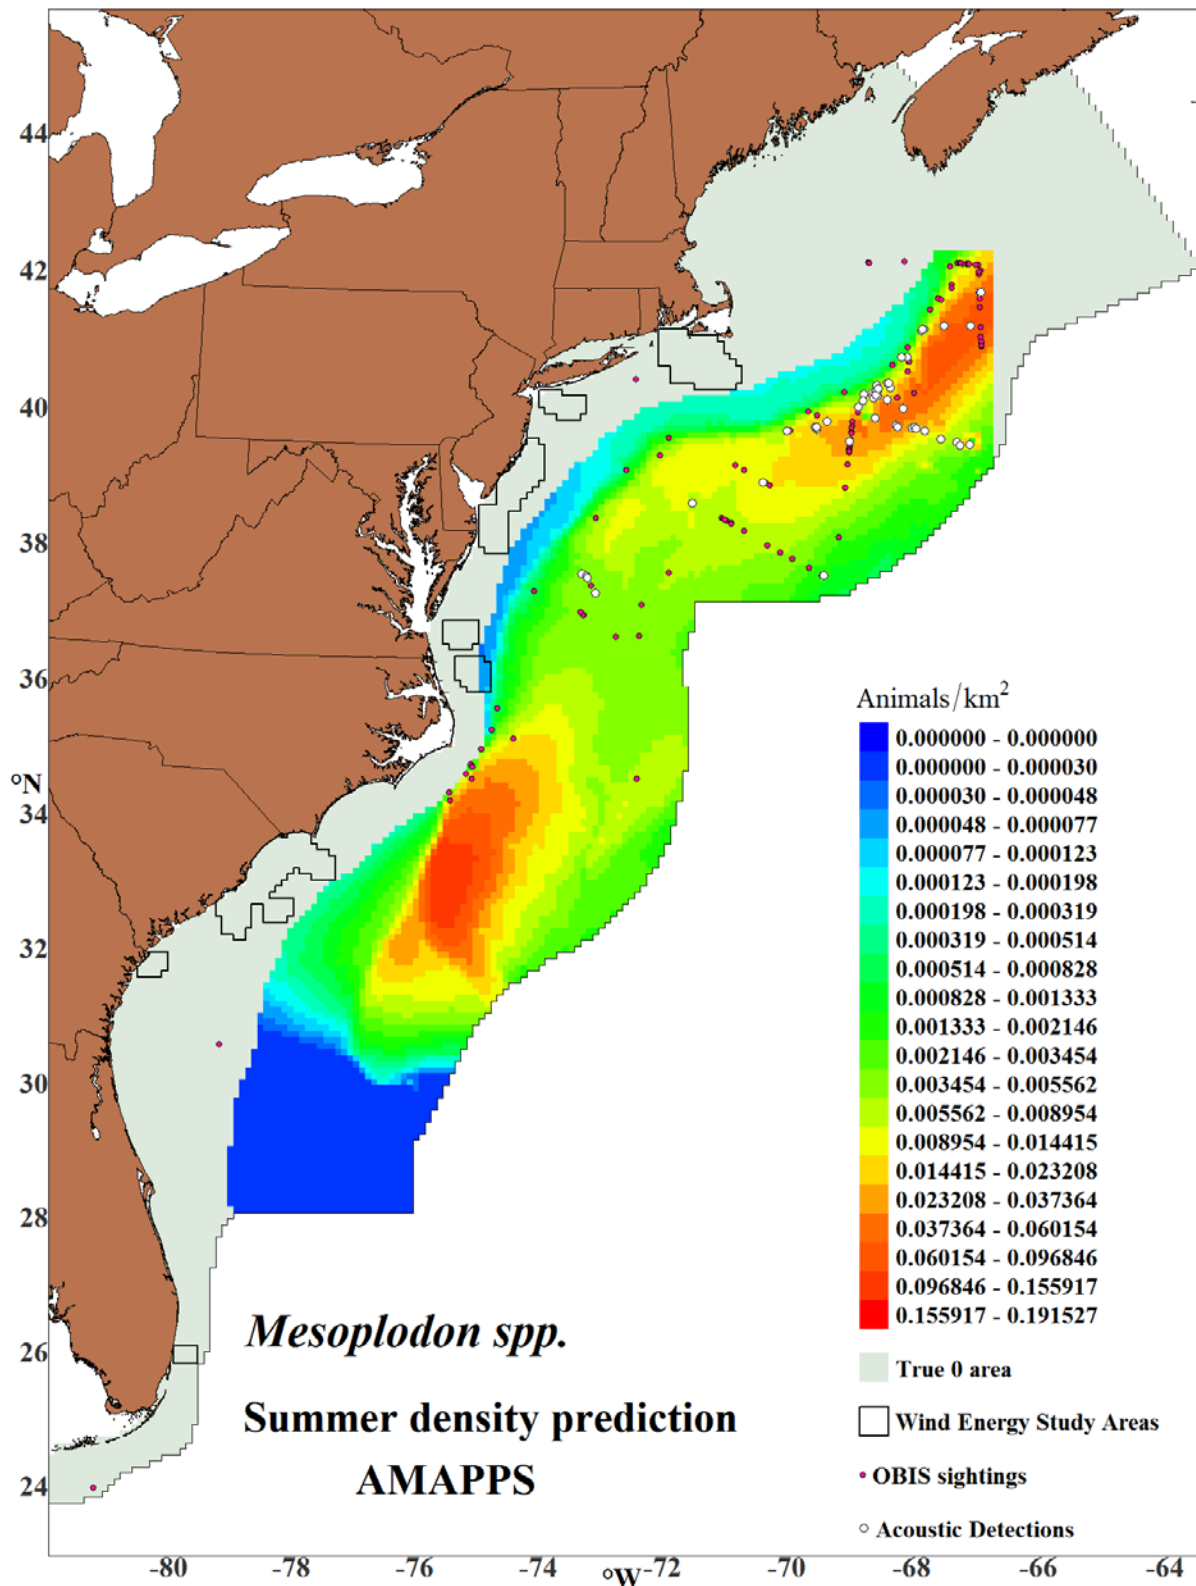 44
42
40
38
36
°N
34
32
30
28
26
24
Animals/km²
0.000000 - 0.000000
0.000000 - 0.000030
0.000030 - 0.000048
0.000048 - 0.000077
0.000077 - 0.000123
0.000123 - 0.000198
0.000198 - 0.000319
0.000319 - 0.000514
0.000514 - 0.000828
0.000828 - 0.001333
0.001333 - 0.002146
0.002146 - 0.003454
0.003454 - 0.005562
0.005562 - 0.008954
0.008954 - 0.014415
0.014415 - 0.023208
0.023208 - 0.037364
0.037364 - 0.060154
0.060154 - 0.096846
0.096846 - 0.155917
0.155917 - 0.191527
True 0 area
Wind Energy Study Areas
OBIS sightings
Acoustic Detections
Mesoplodon spp.
Summer density prediction
AMAPPS
-80 -78 -76 -74 °W -72 -70 -68 -66 -64